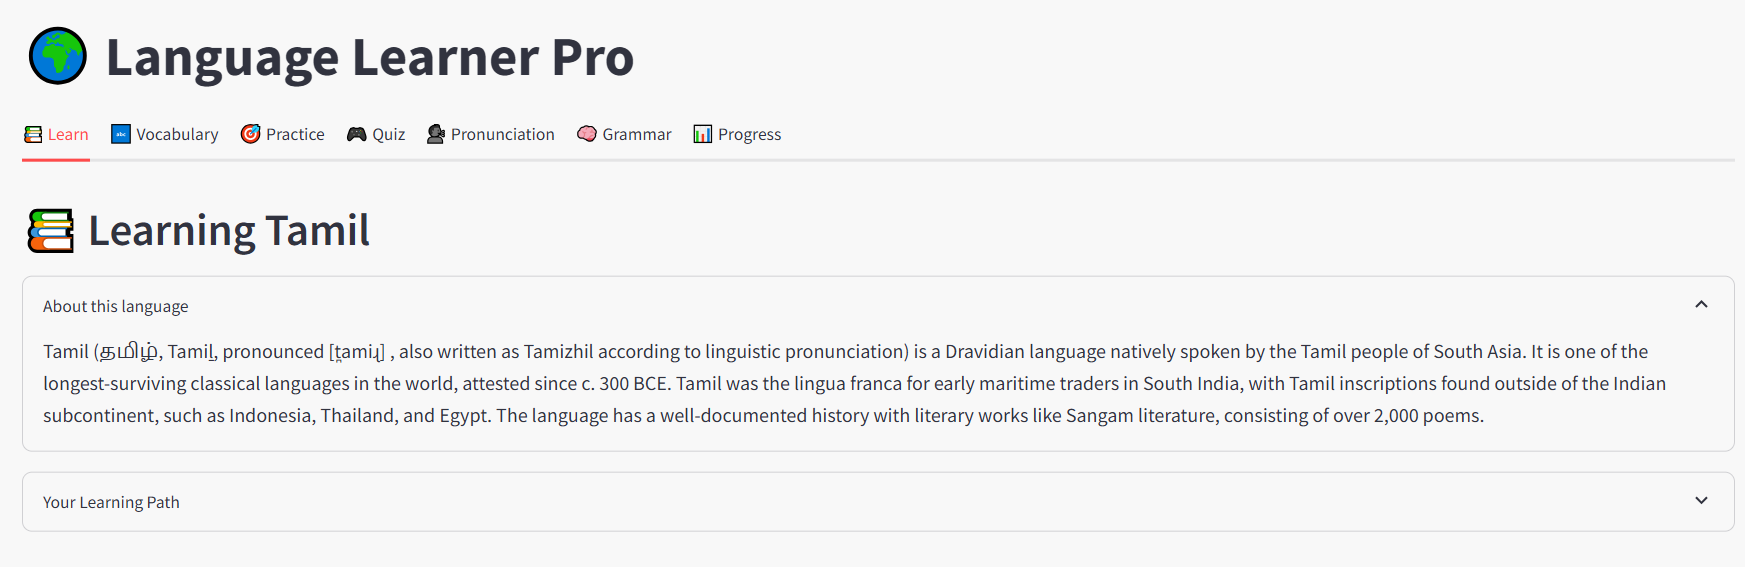 Language Learner Pro
Learn Vocabulary Practice Quiz Pronunciation Grammar Progress
Learning Tamil
About this language
Tamil (தமிழ், Tamiḻ, pronounced [t̪amiɻ] , also written as Tamizhil according to linguistic pronunciation) is a Dravidian language natively spoken by the Tamil people of South Asia. It is one of the
longest-surviving classical languages in the world, attested since c. 300 BCE. Tamil was the lingua franca for early maritime traders in South India, with Tamil inscriptions found outside of the Indian
subcontinent, such as Indonesia, Thailand, and Egypt. The language has a well-documented history with literary works like Sangam literature, consisting of over 2,000 poems.
Your Learning Path